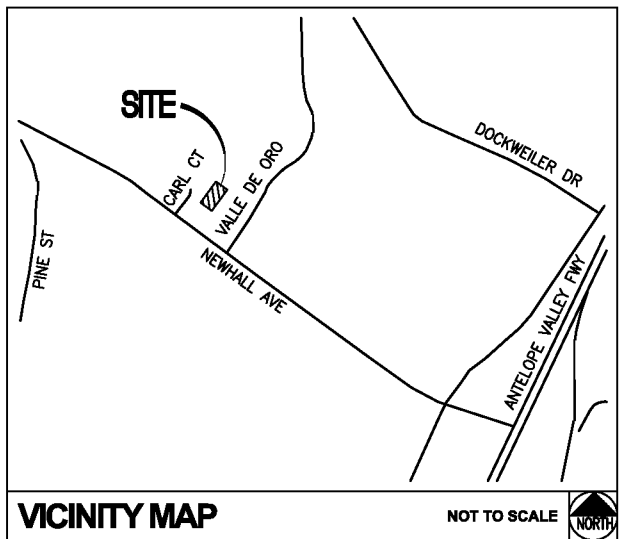 SITE
DOCKWEILER DR
CARL CT
VALLE DE ORO
PINE ST
NEWHALL AVE
ANTELOPE VALLEY FWY
VICINITY MAP
NOT TO SCALE
NORTH